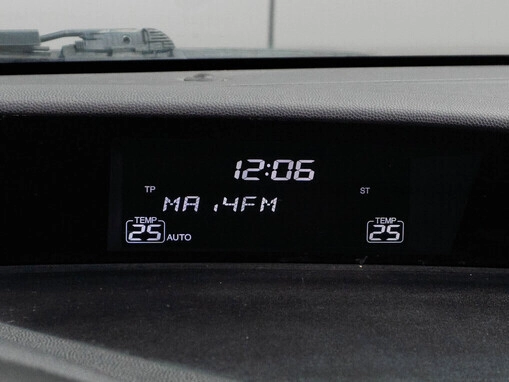 12:06
TP ST
MA .4FM
TEMP TEMP
25 AUTO 25